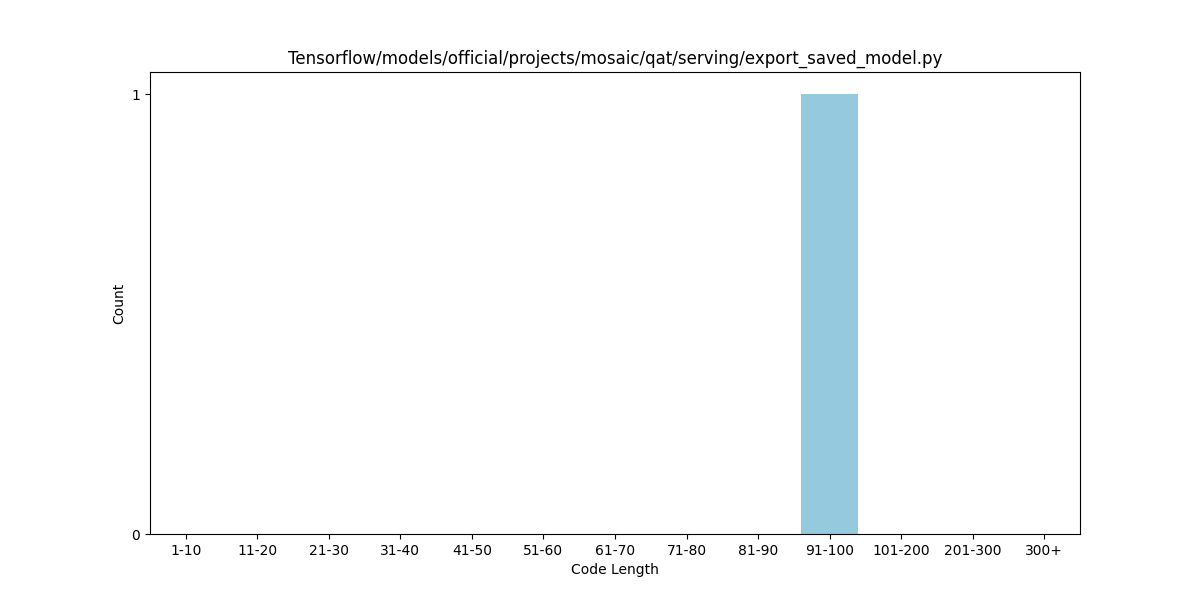 Tensorflow/models/official/projects/mosaic/qat/serving/export_saved_model.py
1
Count
0
1-10 11-20 21-30 31-40 41-50 51-60 61-70 71-80 81-90 91-100 101-200 201-300 300+
Code Length